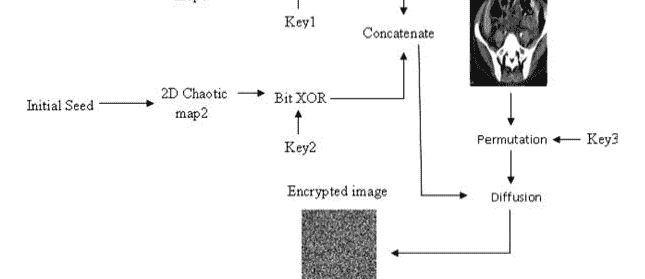 Key1
Concatenate
Initial Seed
2D Chaotic
map2
Bit XOR
Key2
Permutation
Key3
Encrypted image
Diffusion